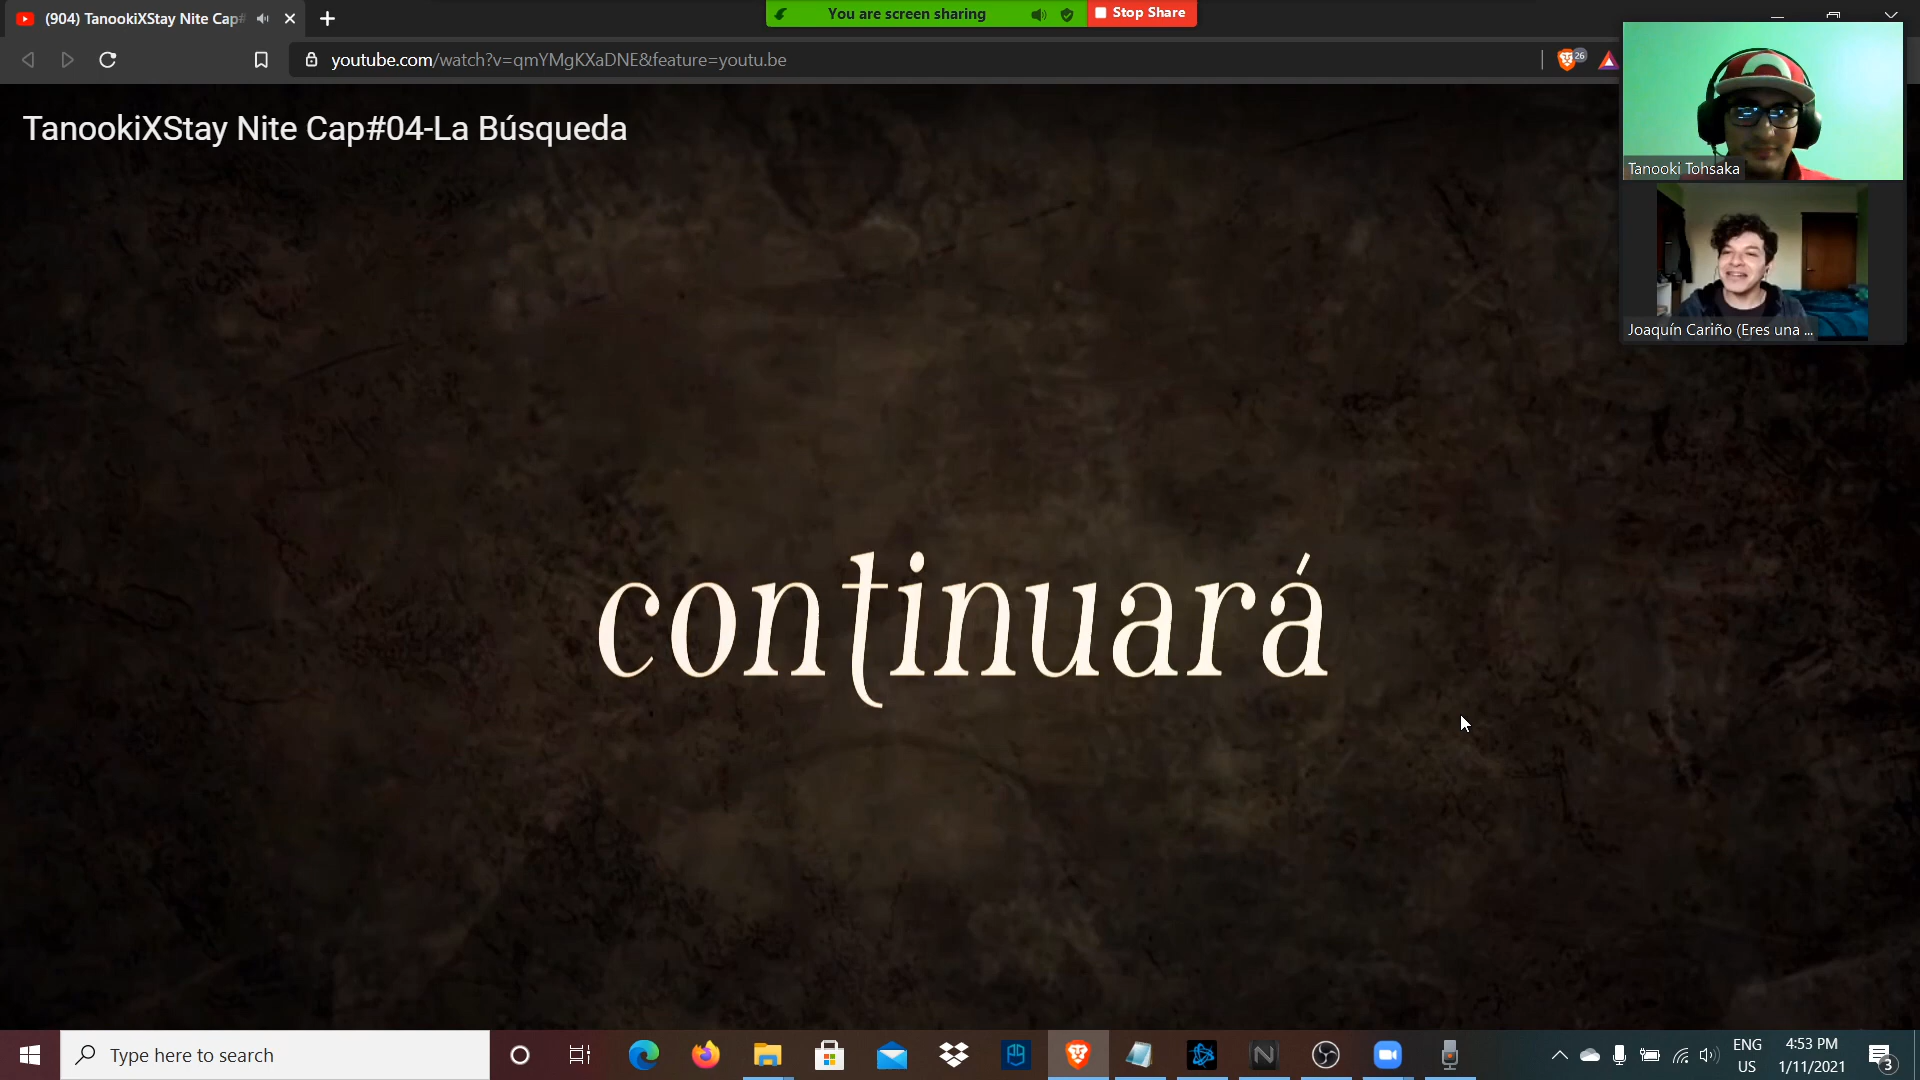 (904) TanookiXStay Nite Cap#
You are screen sharing
Stop Share
youtube.com/watch?v=qmYMgKXaDNE&feature=youtu.be
26
TanookiXStay Nite Cap#04-La Búsqueda
Tanooki Tohsaka
Joaquín Cariño (Eres una ...
continuará
Type here to search
ENG
US
4:53 PM
1/11/2021
3